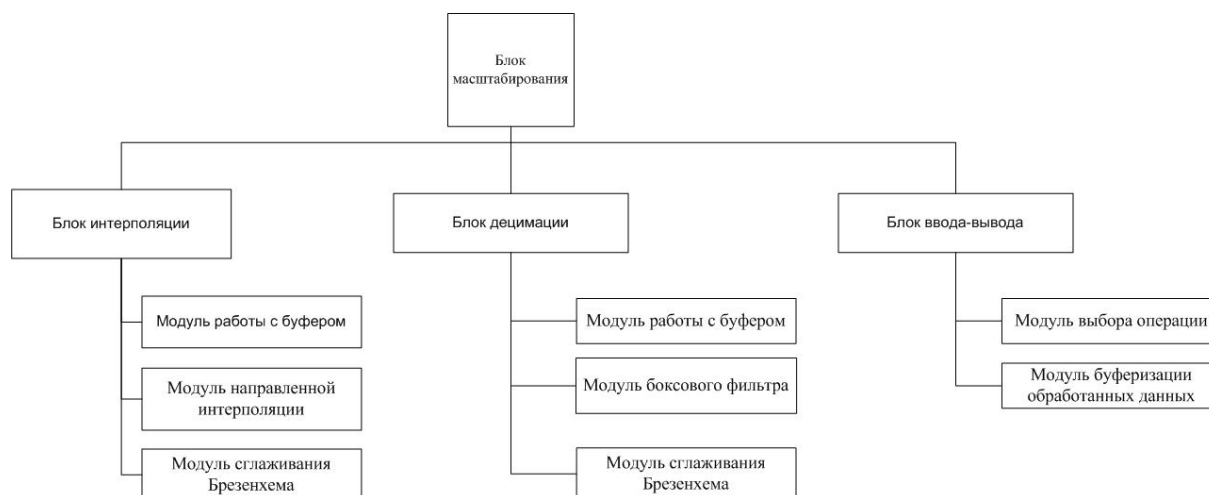 Блок
масштабирования
Блок интерполяции
Блок децимации
Блок ввода-вывода
Модуль работы с буфером
Модуль направленной
интерполяции
Модуль сглаживания
Брезенхема
Модуль работы с буфером
Модуль боксового фильтра
Модуль сглаживания
Брезенхема
Модуль выбора операции
Модуль буферизации
обработанных данных